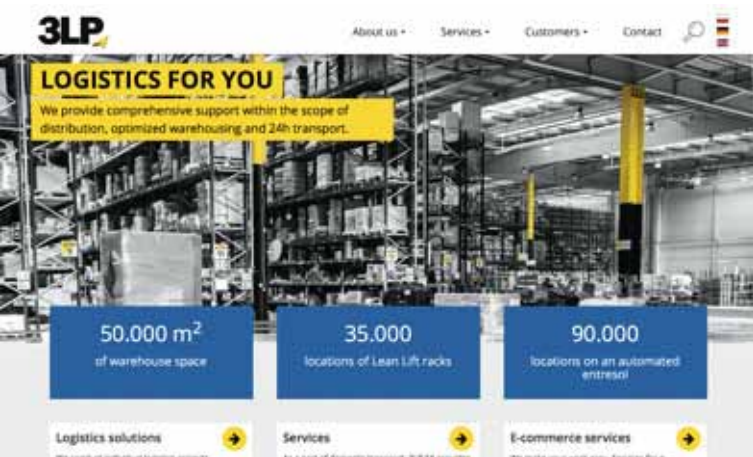 3LP
About us
Services
Customers
Contact
LOGISTICS FOR YOU
We provide comprehensive support within the scope of
distribution, optimized warehousing and 24h transport.
50.000 m²
of warehouse space
35.000
locations of Lean Lift racks
90.000
locations on an automated
entresol
Logistics solutions
Services
E-commerce services